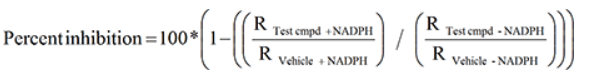 Percent inhibition = 100 * (1 − ((R Test cmpd + NADPH / R Vehicle + NADPH) / (R Test cmpd - NADPH / R Vehicle - NADPH)))